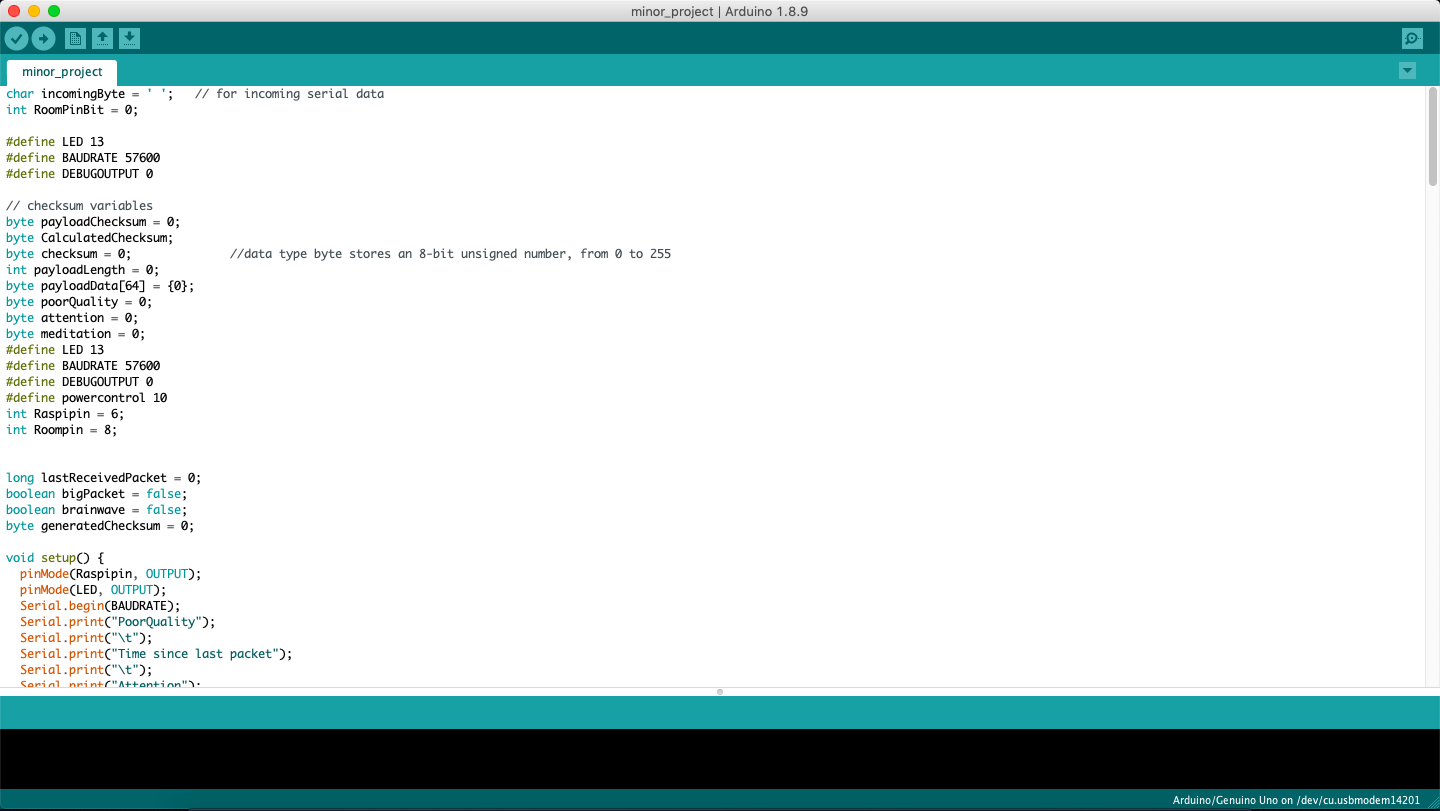 minor_project | Arduino 1.8.9
minor_project
char incomingByte = ' ';   // for incoming serial data
int RoomPinBit = 0;
#define LED 13
#define BAUDRATE 57600
#define DEBUGOUTPUT 0
// checksum variables
byte payloadChecksum = 0;
byte CalculatedChecksum;
byte checksum = 0;              //data type byte stores an 8-bit unsigned number, from 0 to 255
int payloadLength = 0;
byte payloadData[64] = {0};
byte poorQuality = 0;
byte attention = 0;
byte meditation = 0;
#define LED 13
#define BAUDRATE 57600
#define DEBUGOUTPUT 0
#define powercontrol 10
int Raspipin = 6;
int Roompin = 8;
long lastReceivedPacket = 0;
boolean bigPacket = false;
boolean brainwave = false;
byte generatedChecksum = 0;
void setup() {
  pinMode(Raspipin, OUTPUT);
  pinMode(LED, OUTPUT);
  Serial.begin(BAUDRATE);
  Serial.print("PoorQuality");
  Serial.print("\t");
  Serial.print("Time since last packet");
  Serial.print("\t");
  Serial.print("Attention");
Arduino/Genuino Uno on /dev/cu.usbmodem14201